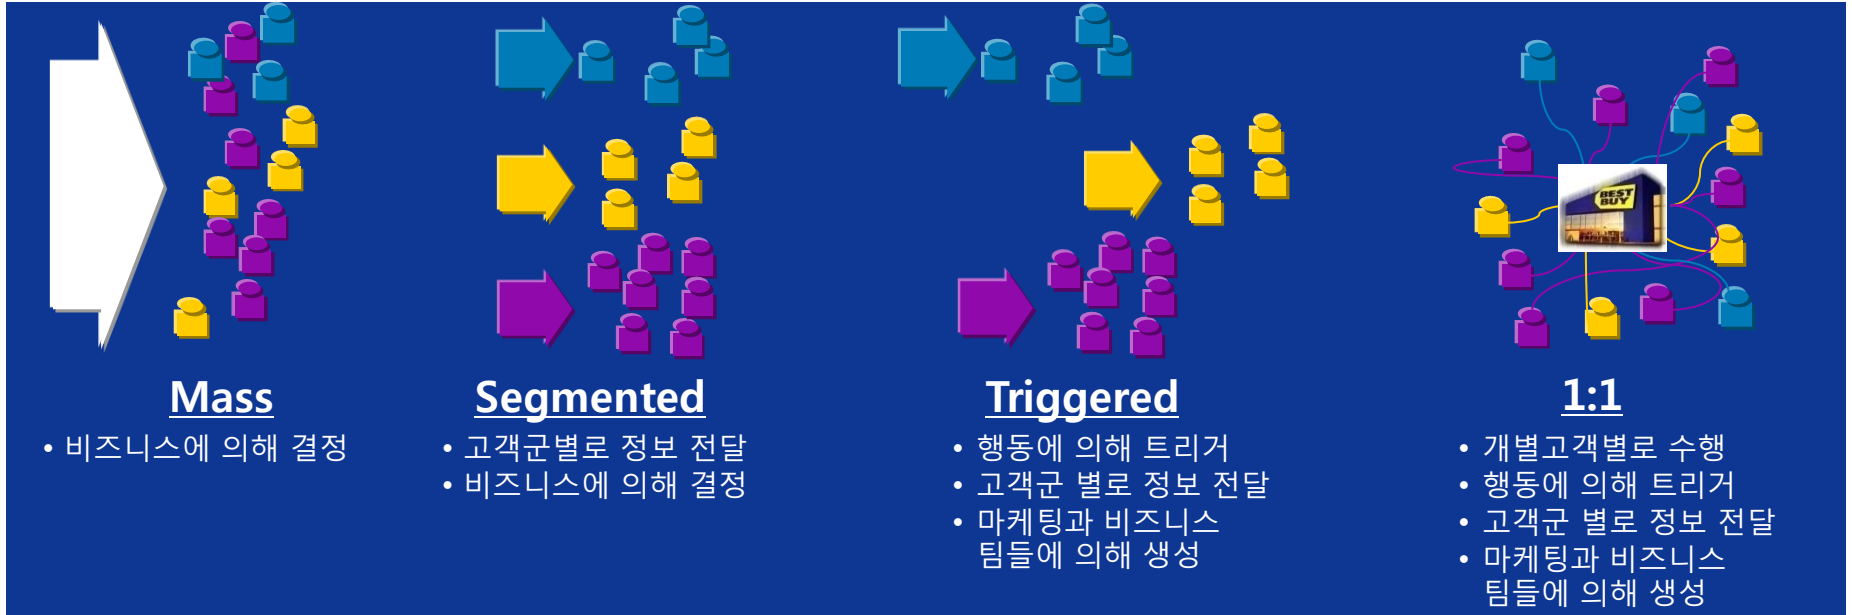 BEST
BUY
Mass
• 비즈니스에 의해 결정
Segmented
• 고객군별로 정보 전달
• 비즈니스에 의해 결정
Triggered
• 행동에 의해 트리거
• 고객군 별로 정보 전달
• 마케팅과 비즈니스
팀들에 의해 생성
1:1
• 개별고객별로 수행
• 행동에 의해 트리거
• 고객군 별로 정보 전달
• 마케팅과 비즈니스
팀들에 의해 생성